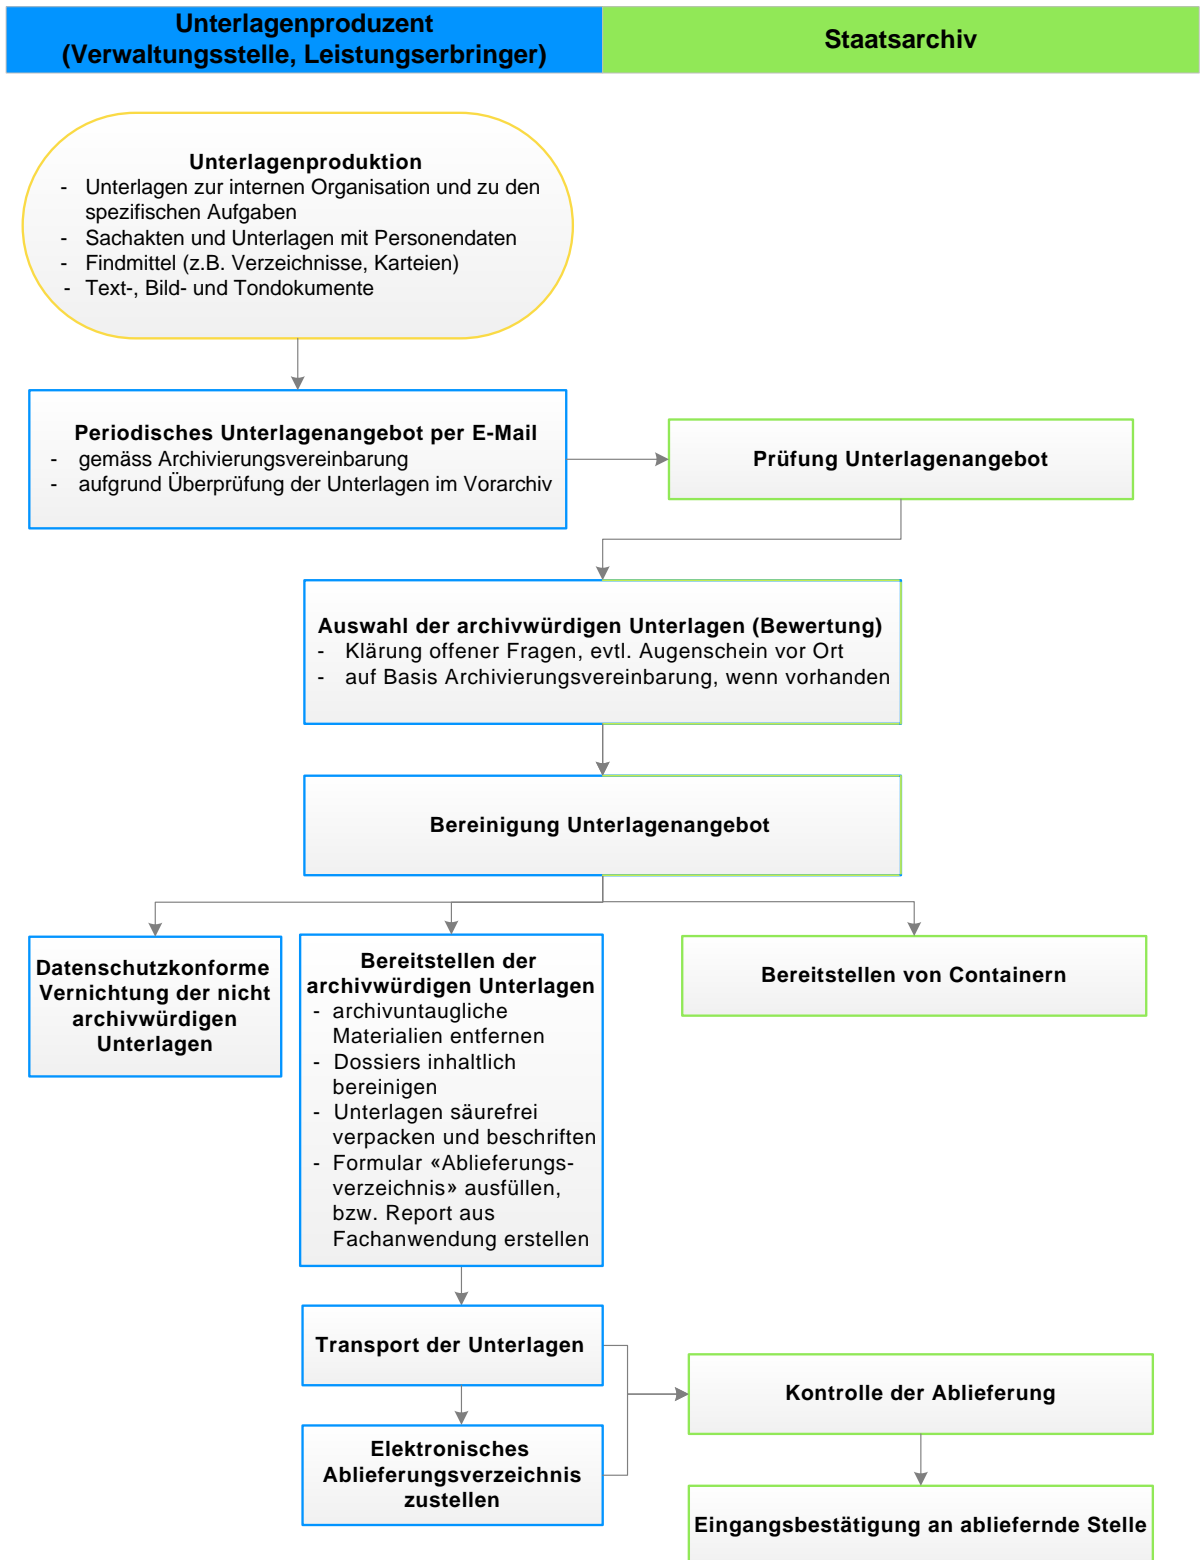 Unterlagenproduzent
(Verwaltungsstelle, Leistungserbringer)
Staatsarchiv
Unterlagenproduktion
- Unterlagen zur internen Organisation und zu den
spezifischen Aufgaben
- Sachakten und Unterlagen mit Personendaten
- Findmittel (z.B. Verzeichnisse, Karteien)
- Text-, Bild- und Tondokumente
Periodisches Unterlagenangebot per E-Mail
- gemäss Archivierungsvereinbarung
- aufgrund Überprüfung der Unterlagen im Vorarchiv
Prüfung Unterlagenangebot
Auswahl der archivwürdigen Unterlagen (Bewertung)
- Klärung offener Fragen, evtl. Augenschein vor Ort
- auf Basis Archivierungsvereinbarung, wenn vorhanden
Bereinigung Unterlagenangebot
Datenschutzkonforme
Vernichtung der nicht
archivwürdigen
Unterlagen
Bereitstellen der
archivwürdigen Unterlagen
- archivuntaugliche
Materialien entfernen
- Dossiers inhaltlich
bereinigen
- Unterlagen säurefrei
verpacken und beschriften
- Formular «Ablieferungs-
verzeichnis» ausfüllen,
bzw. Report aus
Fachanwendung erstellen
Bereitstellen von Containern
Transport der Unterlagen
Kontrolle der Ablieferung
Elektronisches
Ablieferungsverzeichnis
zustellen
Eingangsbestätigung an abliefernde Stelle